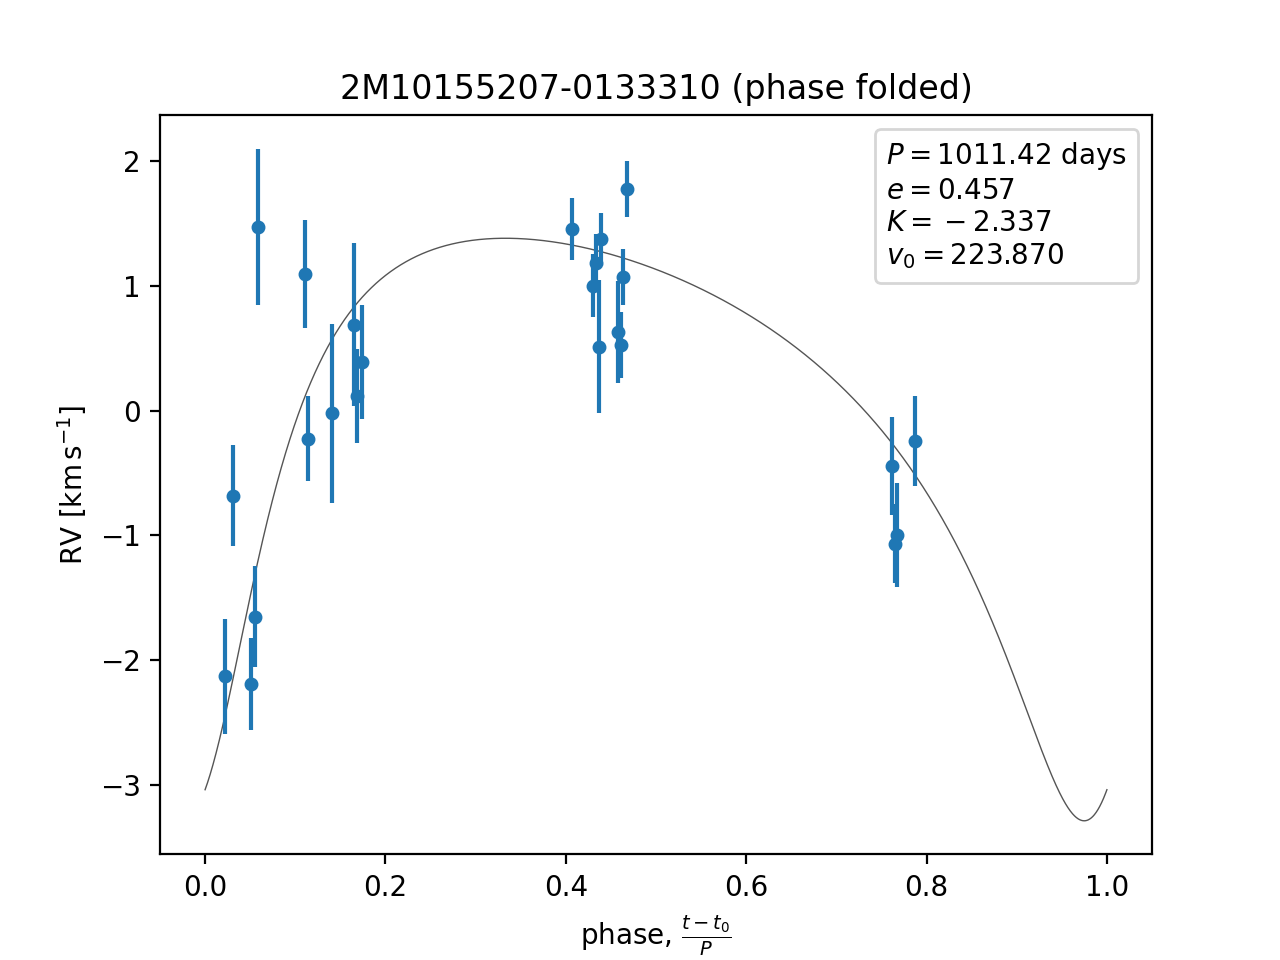 2M10155207-0133310 (phase folded)
P = 1011.42 days
e = 0.457
K = −2.337
v₀ = 223.870
2
1
0
−1
−2
−3
RV [km s⁻¹]
0.0 0.2 0.4 0.6 0.8 1.0
phase, (t − t₀)/P